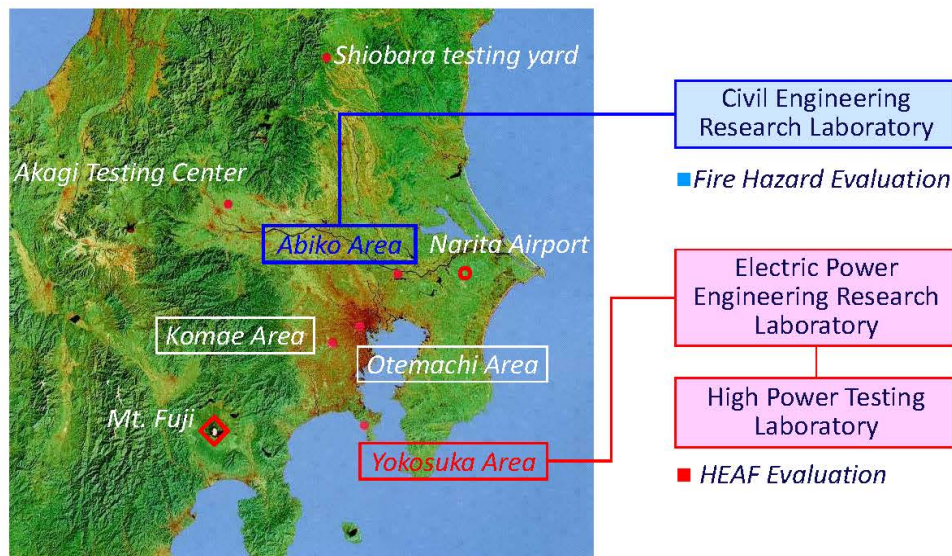 Shiobara testing yard
Akagi Testing Center
Abiko Area
Narita Airport
Komae Area
Otemachi Area
Mt. Fuji
Yokosuka Area
Civil Engineering
Research Laboratory
Fire Hazard Evaluation
Electric Power
Engineering Research
Laboratory
High Power Testing
Laboratory
HEAF Evaluation